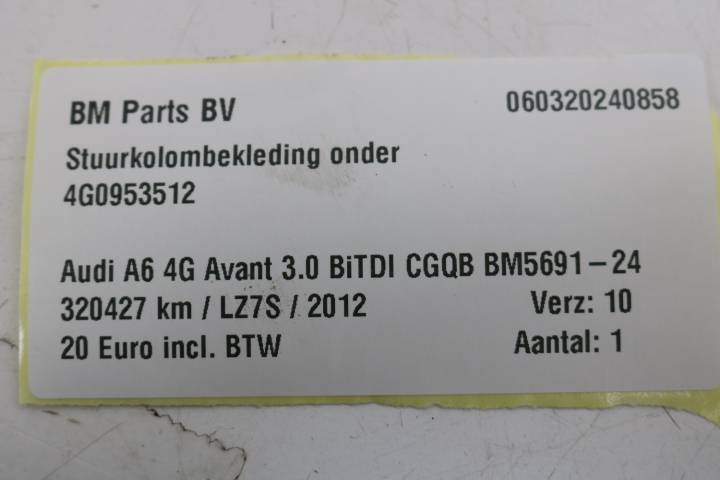 BM Parts BV 060320240858
Stuurkolombekleding onder
4G0953512
Audi A6 4G Avant 3.0 BiTDI CGQB BM5691-24
320427 km / LZ7S / 2012 Verz: 10
20 Euro incl. BTW Aantal: 1